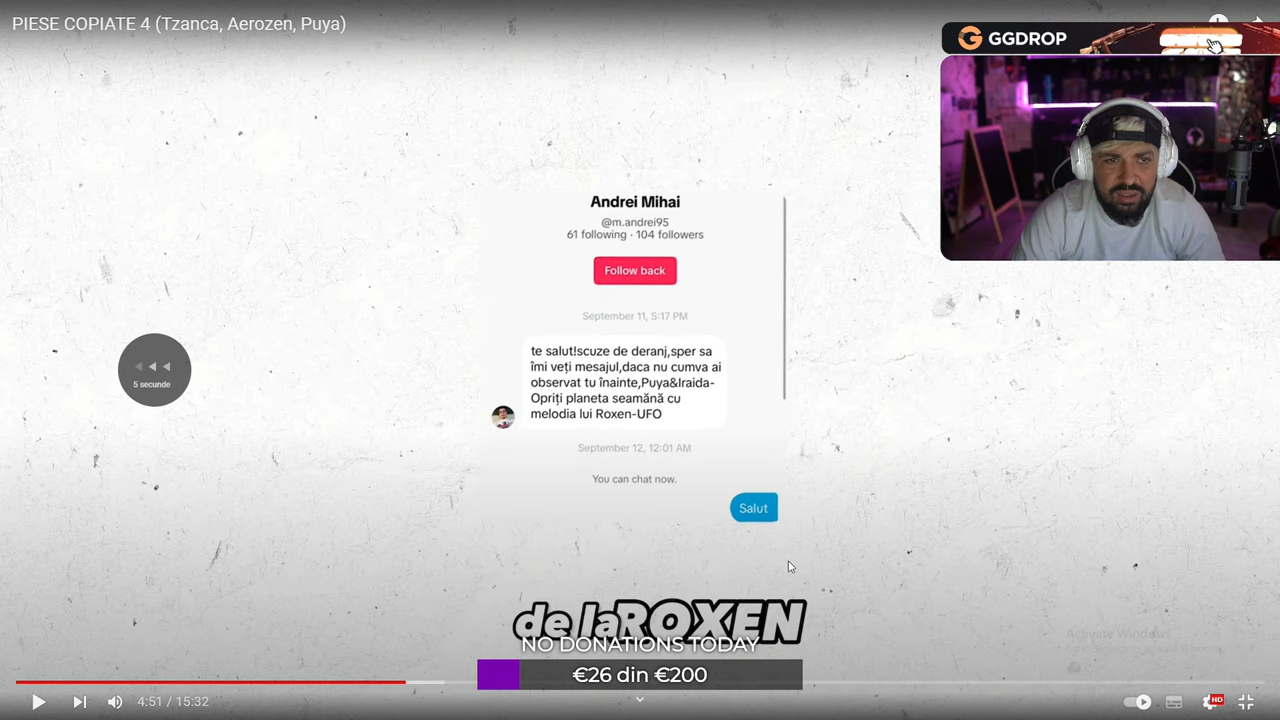 PIESE COPIATE 4 (Tzanca, Aerozen, Puya)
GGDROP
Andrei Mihai
@m.andrei95
61 following · 104 followers
Follow back
September 11, 5:17 PM
te salut!scuze de deranj,sper sa
îmi veți mesajul,daca nu cumva ai
observat tu înainte,Puya&Iraida-
Opriți planeta seamănă cu
melodia lui Roxen-UFO
September 12, 12:01 AM
You can chat now.
Salut
5 secunde
de la ROXEN
NO DONATIONS TODAY
€26 din €200
Activate Windows
4:51 / 15:32
HD